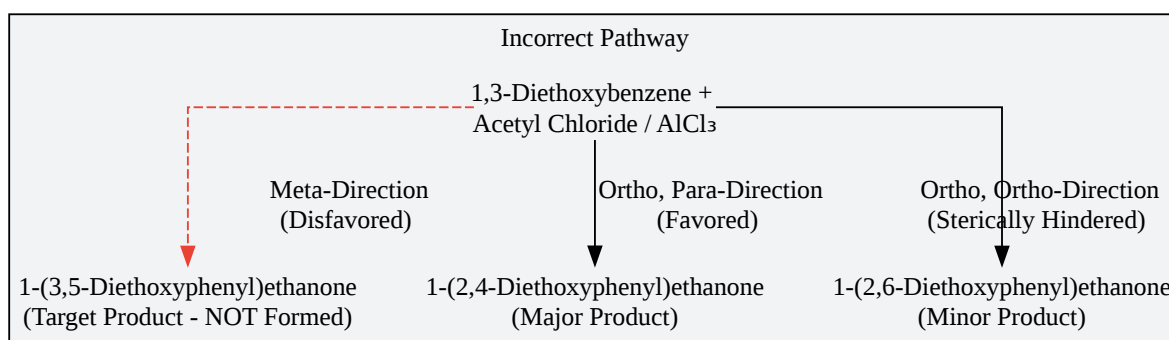 Incorrect Pathway
1,3-Diethoxybenzene +
Acetyl Chloride / AlCl₃
Meta-Direction
(Disfavored)
Ortho, Para-Direction
(Favored)
Ortho, Ortho-Direction
(Sterically Hindered)
1-(3,5-Diethoxyphenyl)ethanone
(Target Product - NOT Formed)
1-(2,4-Diethoxyphenyl)ethanone
(Major Product)
1-(2,6-Diethoxyphenyl)ethanone
(Minor Product)